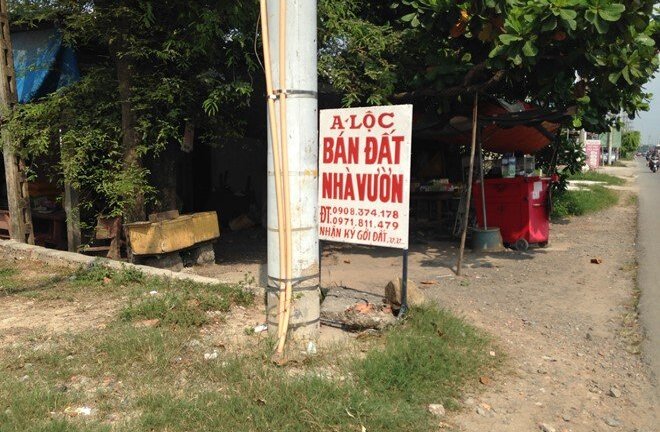 A-LỘC
BÁN ĐẤT
NHÀ VƯỜN
ĐT:0908.374.178
0971.811.479
NHẬN KÝ GỞI ĐẤT...v.v..